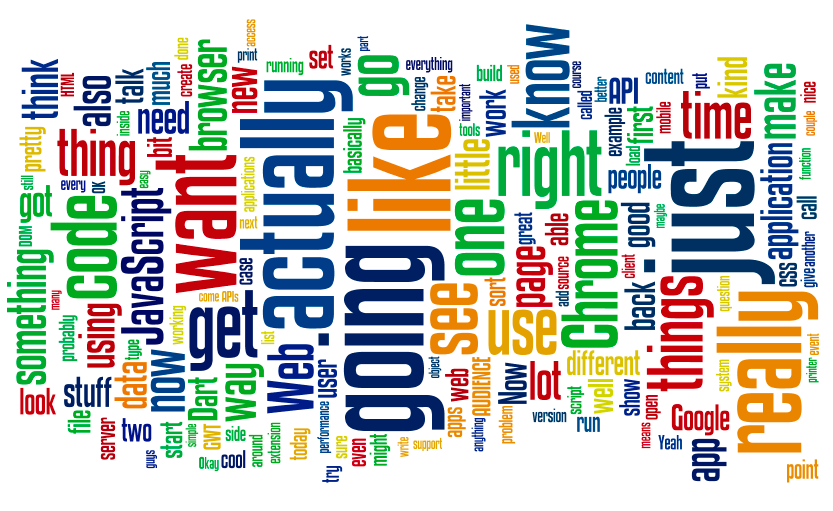 think
HTML
also
talk
much
create
done
browser
print
access
new
running
set
works
part
go
everything
change
take
important
work
build
used
know
course
called
better
API
content
put
kind
make
nice
couple
pretty
thing
inside
need
bit
want
actually
basically
like
tools
little
Well
right
example
load
first
mobile
time
just
function
application
still
every
OK
easy
applications
got
code
JavaScript
next
case
one
great
able
people
good
maybe
call
DOM
something
many
probably
using
working
come APIs
get
list
going
see
sort
page
add
source
use
Chrome
client
back
things
question
css
give
another
really
look
stuff
file
data
type
now
Dart
way
Web
user
object
apps
web
AUDIENCE
Now
lot
different
well
script
show
open
system
printer
event
server
two
guys
start
simple
GWT
side
Okay
cool
around
extension
today
performance
try
sure
even
might
write
support
anything
problem
version
run
means
Yeah
Google
app
point